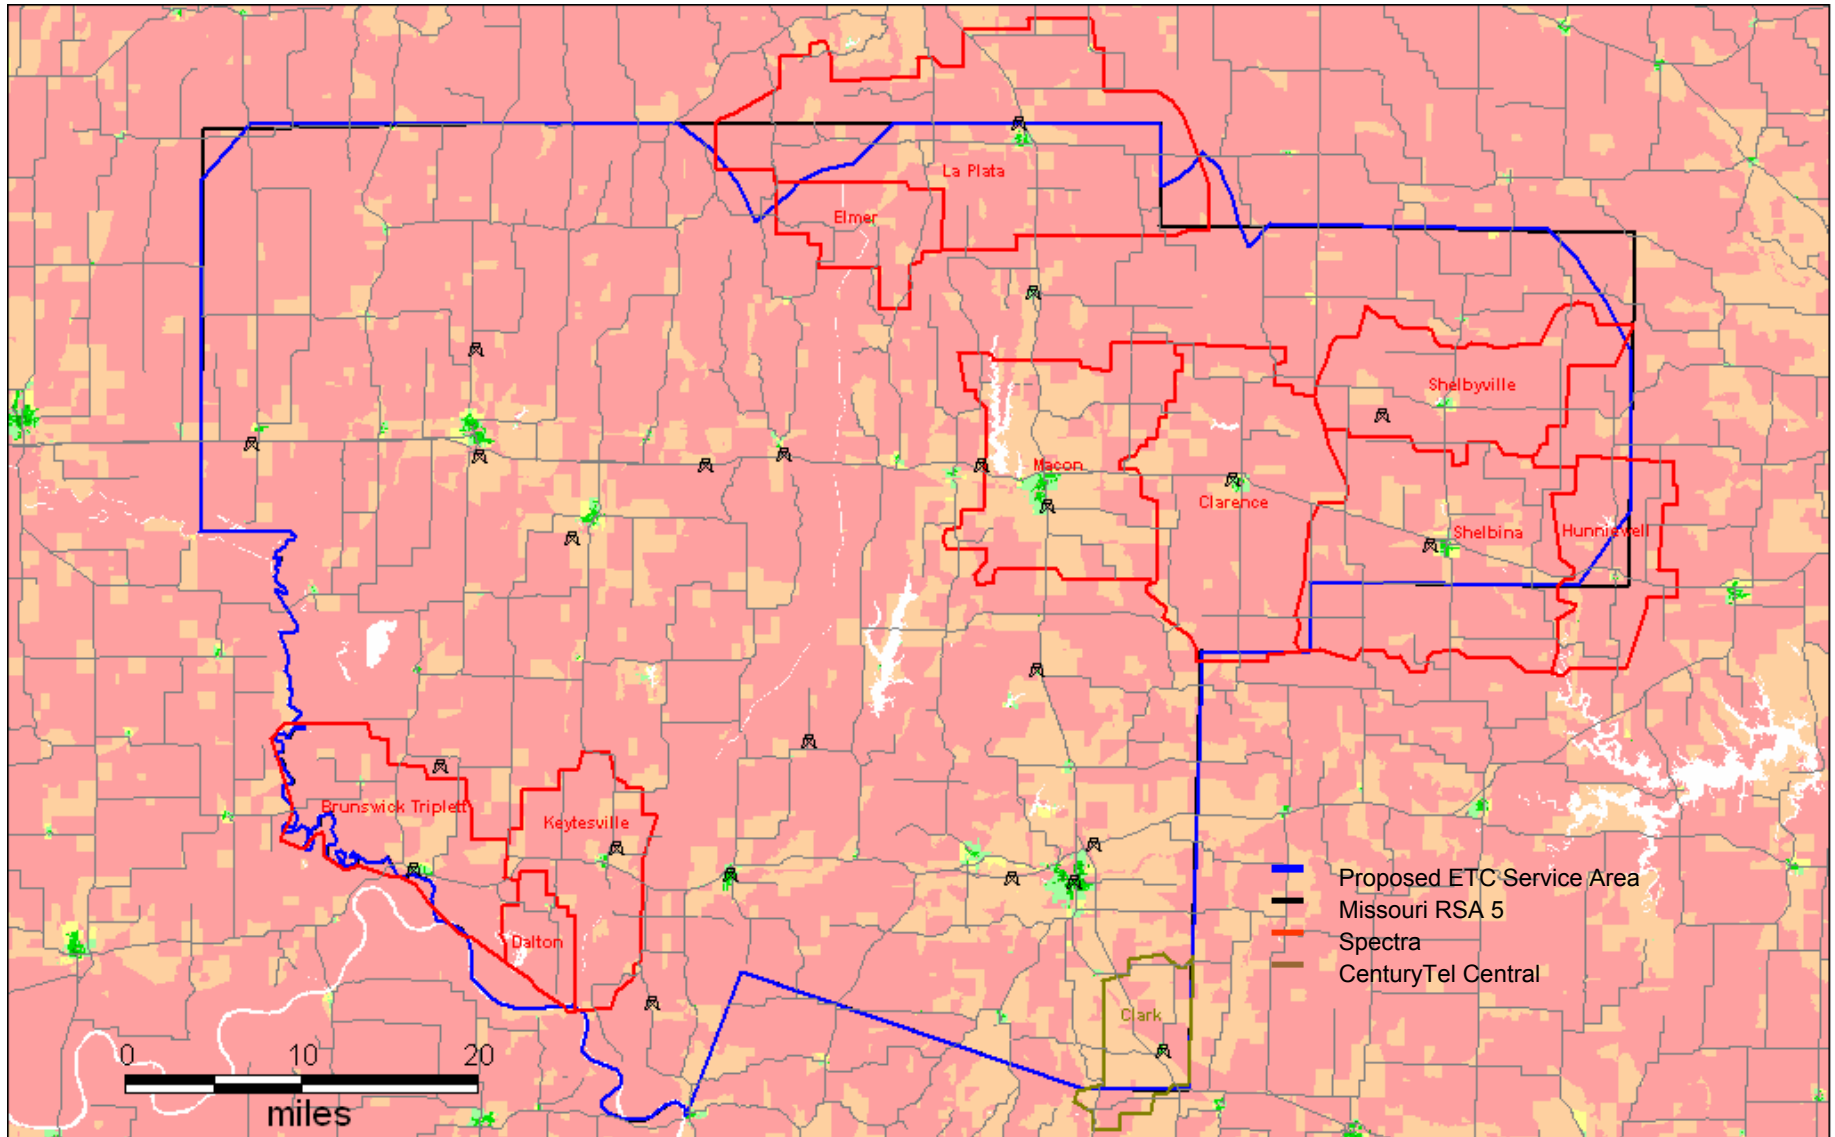 La Plata
Elmer
Shelbyville
Macon
Clarence
Shelbina
Hunniewell
Brunswick Triplett
Keytesville
Dalton
Clark
Proposed ETC Service Area
Missouri RSA 5
Spectra
CenturyTel Central
0 10 20
miles